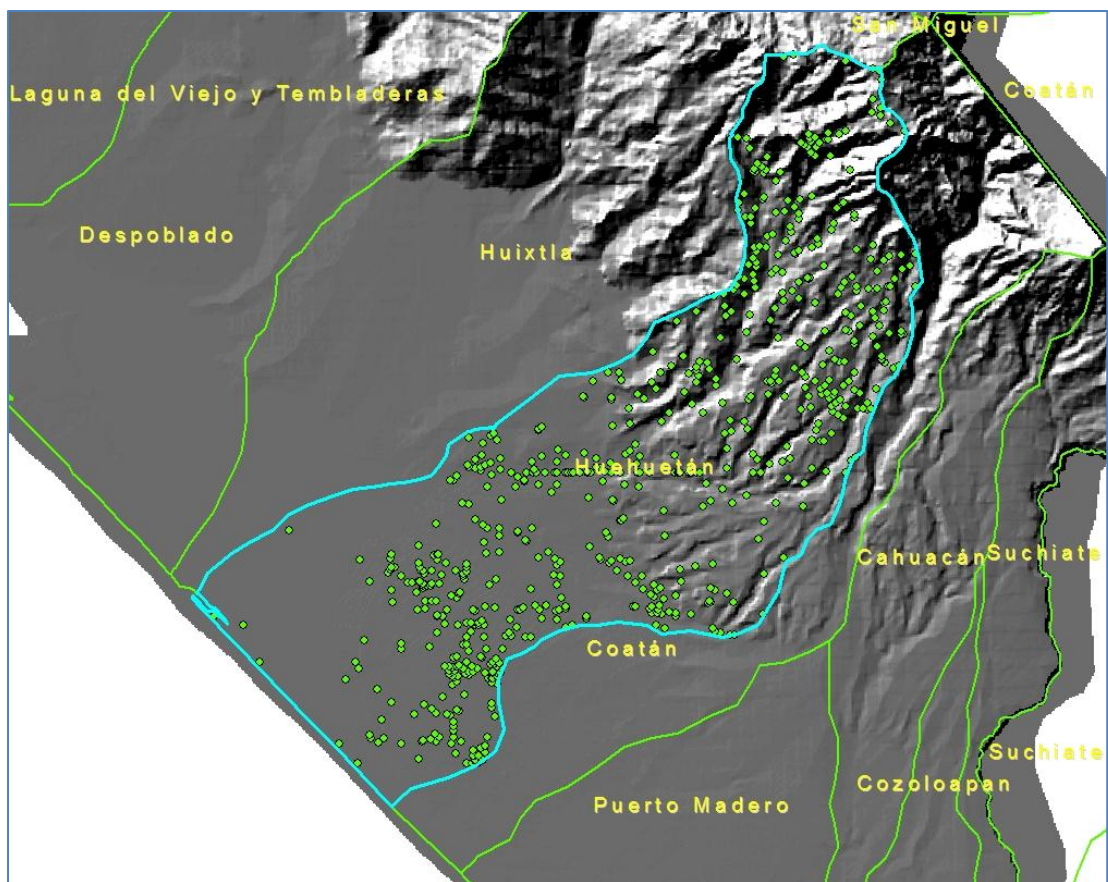 San Miguel
Laguna del Viejo y Tembladeras
Coatán
Despoblado
Huixtla
Huehuetán
Cahuacán
Suchiate
Coatán
Suchiate
Cozoloapan
Puerto Madero